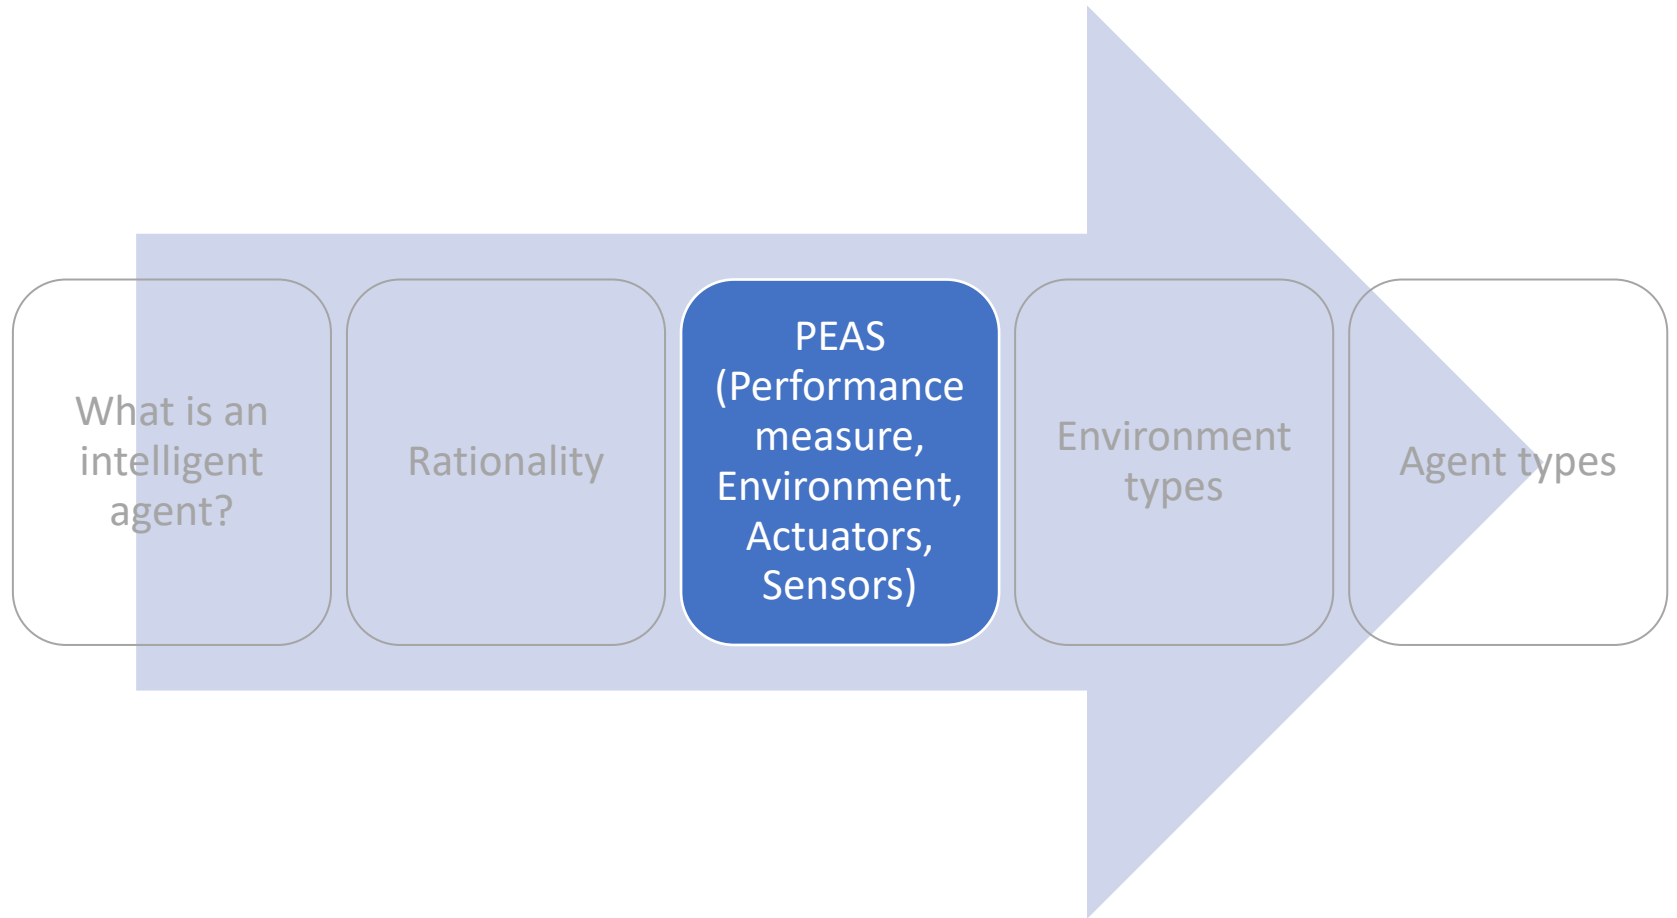 What is an
intelligent
agent?
Rationality
PEAS
(Performance
measure,
Environment,
Actuators,
Sensors)
Environment
types
Agent types